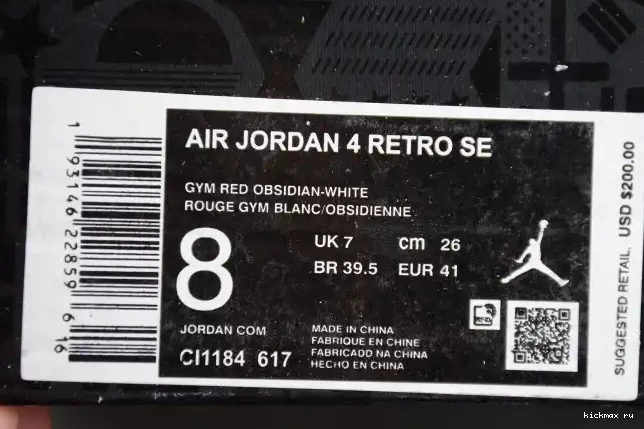 AIR JORDAN 4 RETRO SE
GYM RED OBSIDIAN-WHITE
ROUGE GYM BLANC/OBSIDIENNE
8
UK 7 cm 26
BR 39.5 EUR 41
JORDAN COM
CI1184 617
MADE IN CHINA
FABRIQUE EN CHINE
FABRICADO NA CHINA
HECHO EN CHINA
1 93146 22859 6 16
SUGGESTED RETAIL USD $200.00
kickmax ru